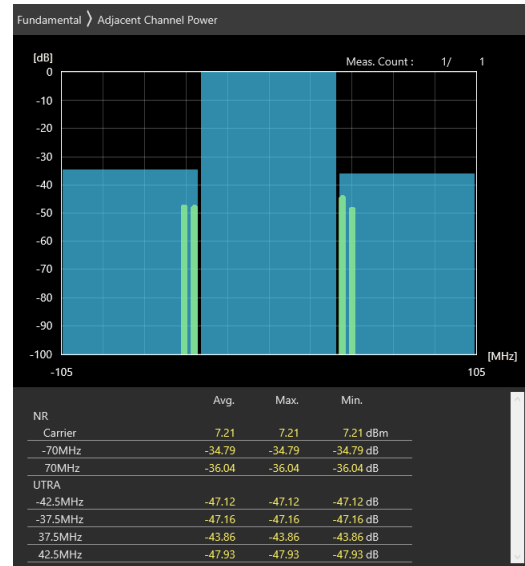 Fundamental 〉 Adjacent Channel Power
[dB]
Meas. Count : 1/ 1
0
-10
-20
-30
-40
-50
-60
-70
-80
-90
-100
[MHz]
-105 105
Avg. Max. Min.
NR
Carrier 7.21 7.21 7.21 dBm
-70MHz -34.79 -34.79 -34.79 dB
70MHz -36.04 -36.04 -36.04 dB
UTRA
-42.5MHz -47.12 -47.12 -47.12 dB
-37.5MHz -47.16 -47.16 -47.16 dB
37.5MHz -43.86 -43.86 -43.86 dB
42.5MHz -47.93 -47.93 -47.93 dB